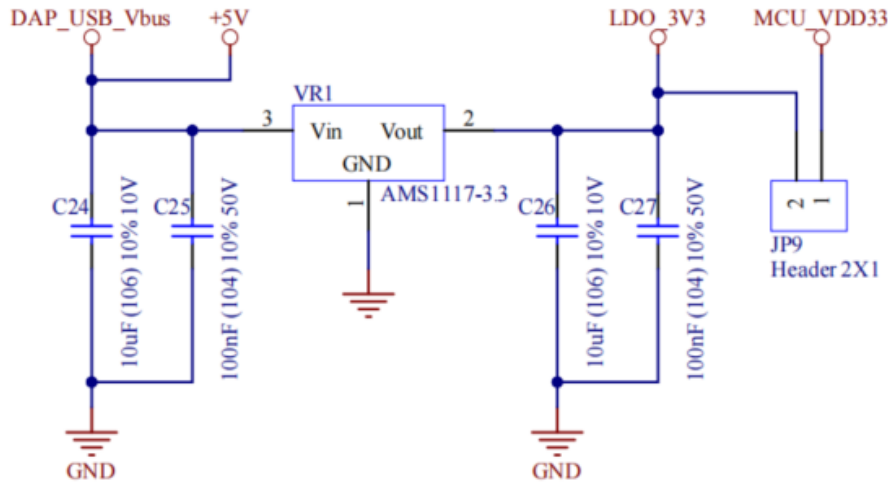 DAP_USB_Vbus
+5V
LDO_3V3
MCU_VDD33
VR1
3
Vin
Vout
2
GND
1
AMS1117-3.3
C24
10uF (106) 10% 10V
C25
100nF (104) 10% 50V
C26
10uF (106) 10% 10V
C27
100nF (104) 10% 50V
2
1
JP9
Header 2X1
GND
GND